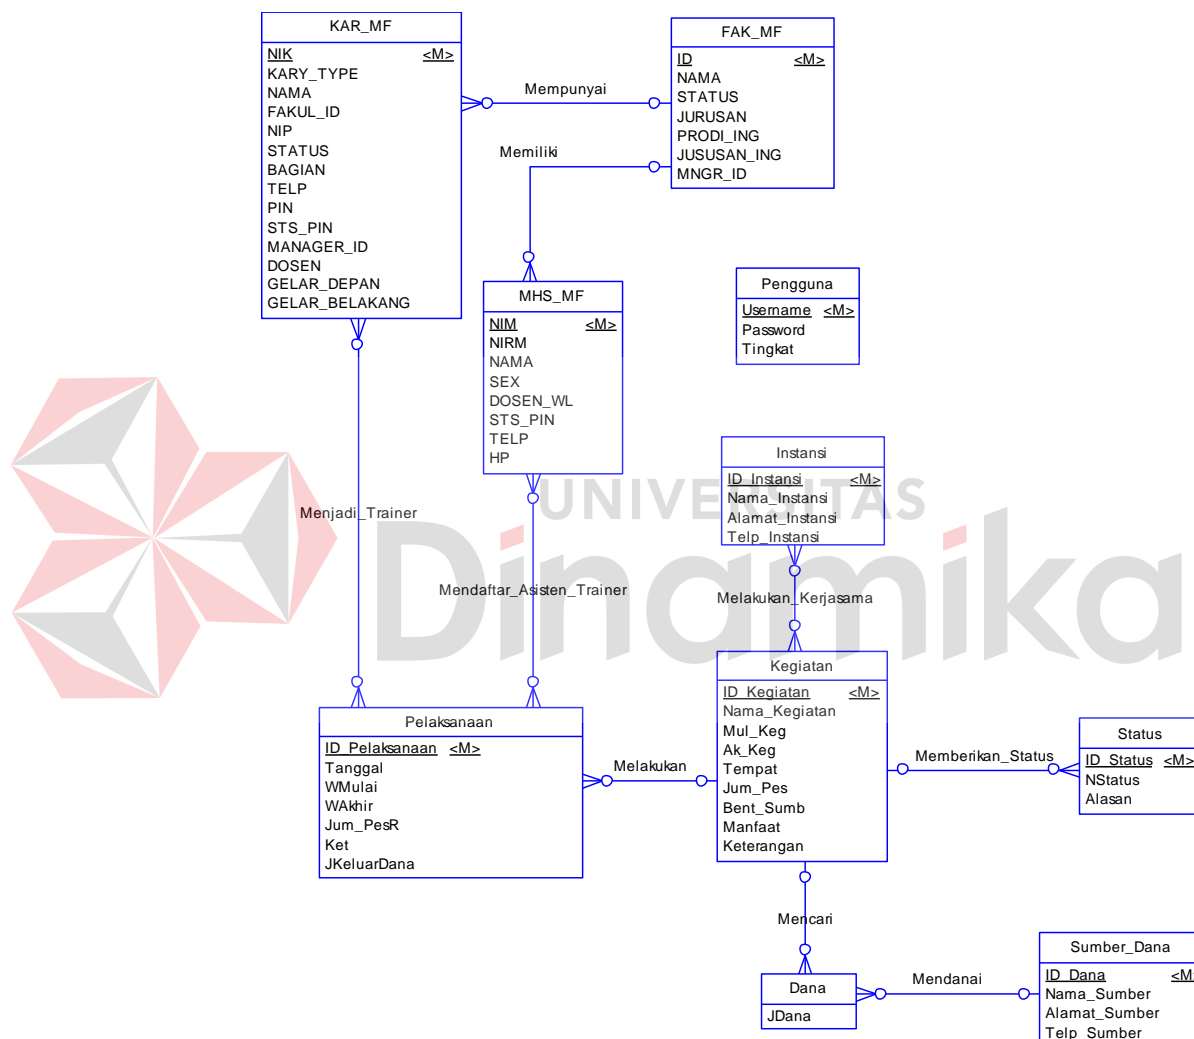 KAR_MF
NIK <M>
KARY_TYPE
NAMA
FAKUL_ID
NIP
STATUS
BAGIAN
TELP
PIN
STS_PIN
MANAGER_ID
DOSEN
GELAR_DEPAN
GELAR_BELAKANG
Mempunyai
FAK_MF
ID <M>
NAMA
STATUS
JURUSAN
PRODI_ING
JUSUSAN_ING
MNGR_ID
Memiliki
MHS_MF
NIM <M>
NIRM
NAMA
SEX
DOSEN_WL
STS_PIN
TELP
HP
Pengguna
Username <M>
Password
Tingkat
Instansi
ID_Instansi <M>
Nama_Instansi
Alamat_Instansi
Telp_Instansi
UNIVERSITAS
Dinamika
Menjadi_Trainer
Mendaftar_Asisten_Trainer
Melakukan_Kerjasama
Kegiatan
ID_Kegiatan <M>
Nama_Kegiatan
Mul_Keg
Ak_Keg
Tempat
Jum_Pes
Bent_Sumb
Manfaat
Keterangan
Pelaksanaan
ID_Pelaksanaan <M>
Tanggal
WMulai
WAkhir
Jum_PesR
Ket
JKeluarDana
Melakukan
Memberikan_Status
Status
ID_Status <M>
NStatus
Alasan
Mencari
Dana
JDana
Mendanai
Sumber_Dana
ID_Dana <M
Nama_Sumber
Alamat_Sumber
Telp_Sumber